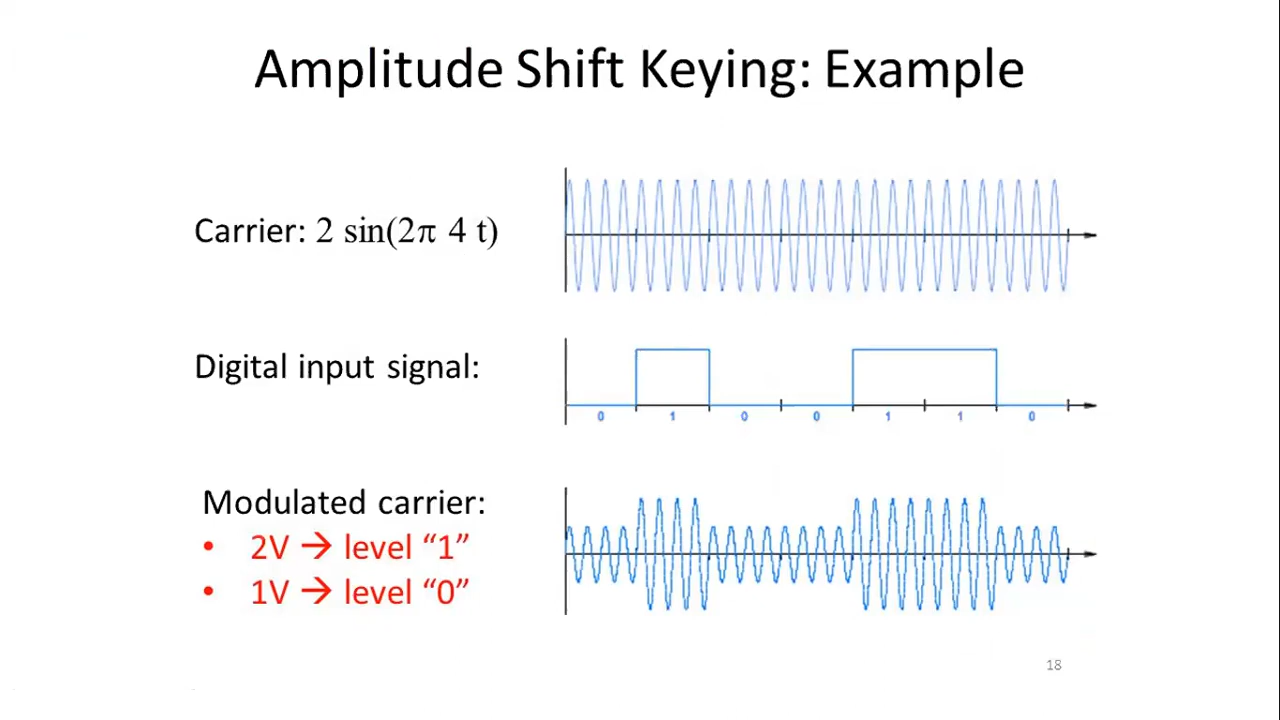 Amplitude Shift Keying: Example
Carrier: 2 sin(2π 4 t)
Digital input signal:
0 1 0 0 1 1 0
Modulated carrier:
• 2V → level “1”
• 1V → level “0”
18